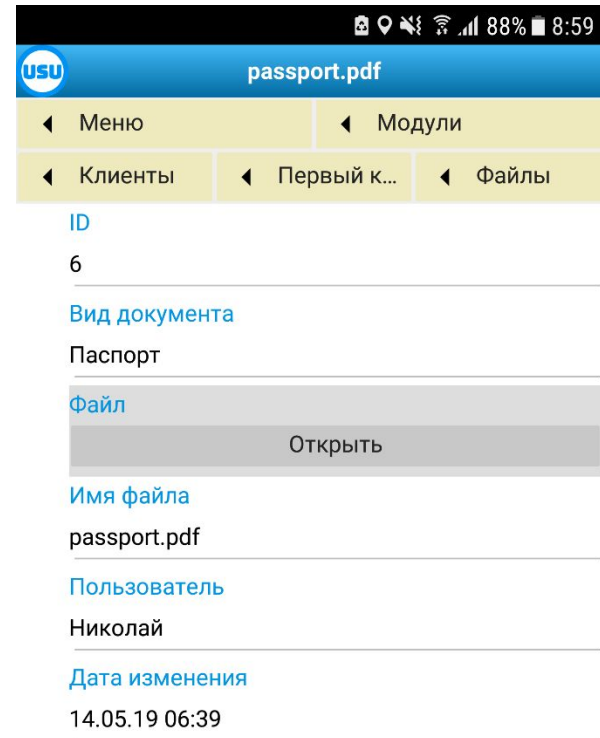 88% 8:59
USU passport.pdf
Меню Модули
Клиенты Первый к... Файлы
ID
6
Вид документа
Паспорт
Файл
Открыть
Имя файла
passport.pdf
Пользователь
Николай
Дата изменения
14.05.19 06:39